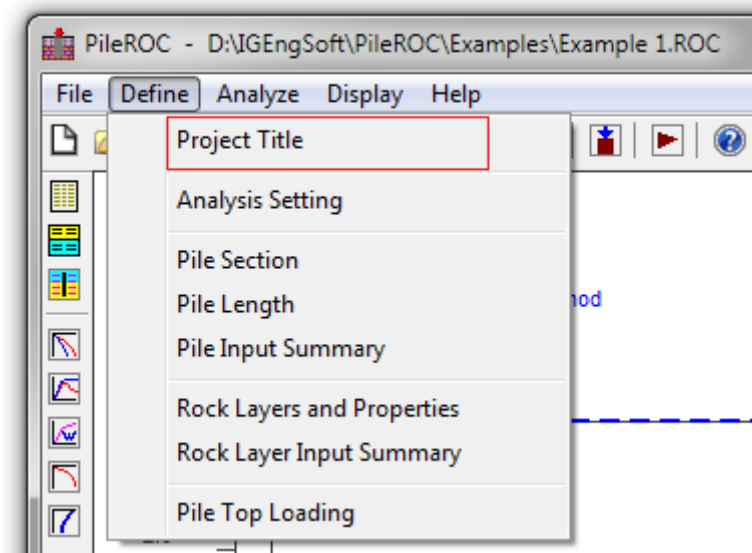 PileROC - D:\IGEngSoft\PileROC\Examples\Example 1.ROC
File Define Analyze Display Help
Project Title
Analysis Setting
Pile Section
Pile Length
Pile Input Summary
Rock Layers and Properties
Rock Layer Input Summary
Pile Top Loading